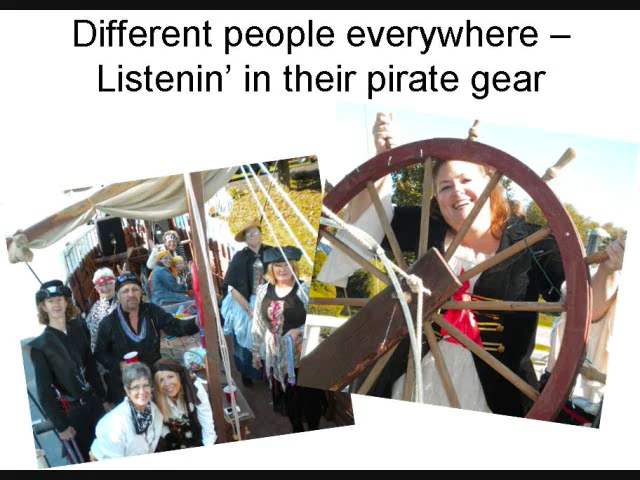 Different people everywhere –
Listenin’ in their pirate gear